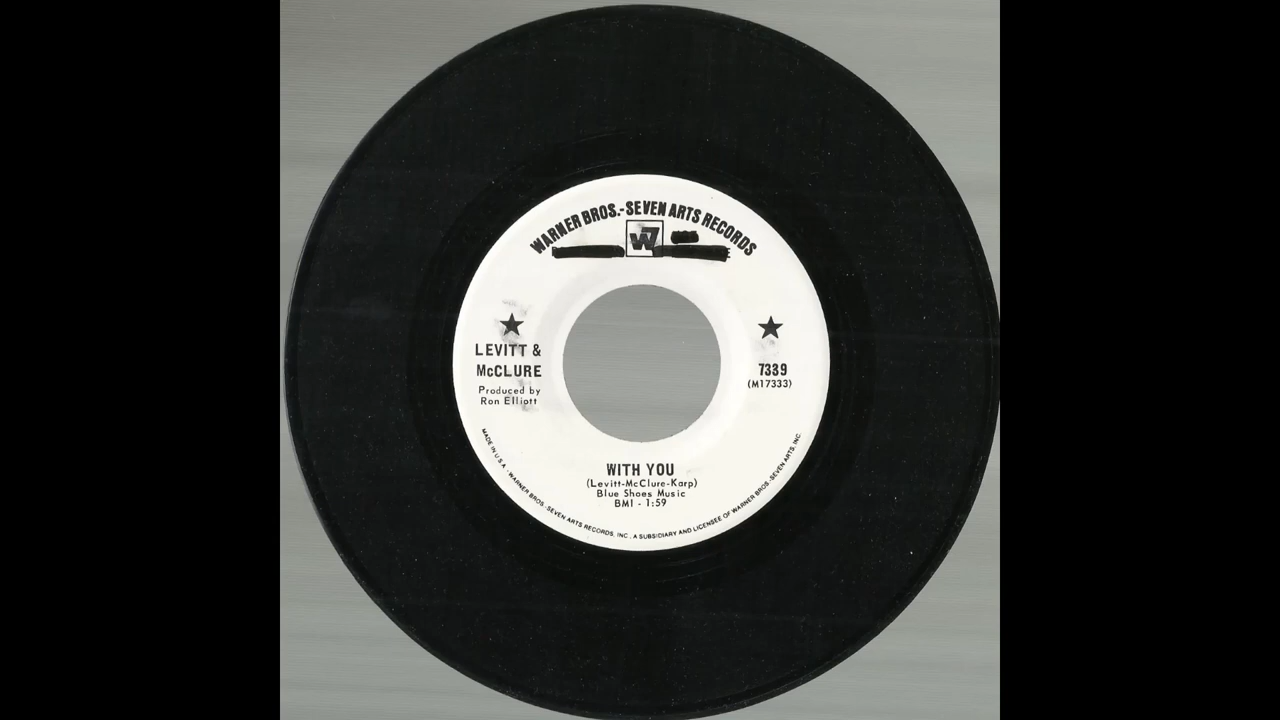 WARNER BROS.-SEVEN ARTS RECORDS
W7
LEVITT &
McCLURE
Produced by
Ron Elliott
7339
(M17333)
WITH YOU
(Levitt-McClure-Karp)
Blue Shoes Music
BMI - 1:59
MADE IN U.S.A. · WARNER BROS.-SEVEN ARTS RECORDS, INC., A SUBSIDIARY AND LICENSEE OF WARNER BROS.-SEVEN ARTS, INC.